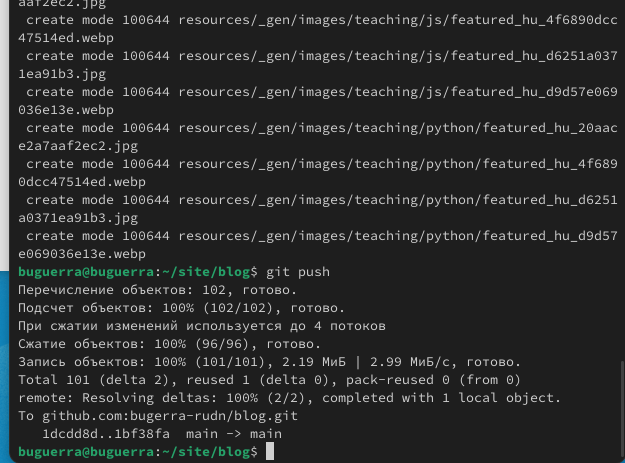 aaf2ec2.jpg
create mode 100644 resources/_gen/images/teaching/js/featured_hu_4f6890dcc
47514ed.webp
create mode 100644 resources/_gen/images/teaching/js/featured_hu_d6251a037
1ea91b3.jpg
create mode 100644 resources/_gen/images/teaching/js/featured_hu_d9d57e069
036e13e.webp
create mode 100644 resources/_gen/images/teaching/python/featured_hu_20aac
e2a7aaf2ec2.jpg
create mode 100644 resources/_gen/images/teaching/python/featured_hu_4f689
0dcc47514ed.webp
create mode 100644 resources/_gen/images/teaching/python/featured_hu_d6251
a0371ea91b3.jpg
create mode 100644 resources/_gen/images/teaching/python/featured_hu_d9d57
e069036e13e.webp
buguerra@buguerra:~/site/blog$ git push
Перечисление объектов: 102, готово.
Подсчет объектов: 100% (102/102), готово.
При сжатии изменений используется до 4 потоков
Сжатие объектов: 100% (96/96), готово.
Запись объектов: 100% (101/101), 2.19 МиБ | 2.99 МиБ/с, готово.
Total 101 (delta 2), reused 1 (delta 0), pack-reused 0 (from 0)
remote: Resolving deltas: 100% (2/2), completed with 1 local object.
To github.com:bugerra-rudn/blog.git
1dcdd8d..1bf38fa main -> main
buguerra@buguerra:~/site/blog$